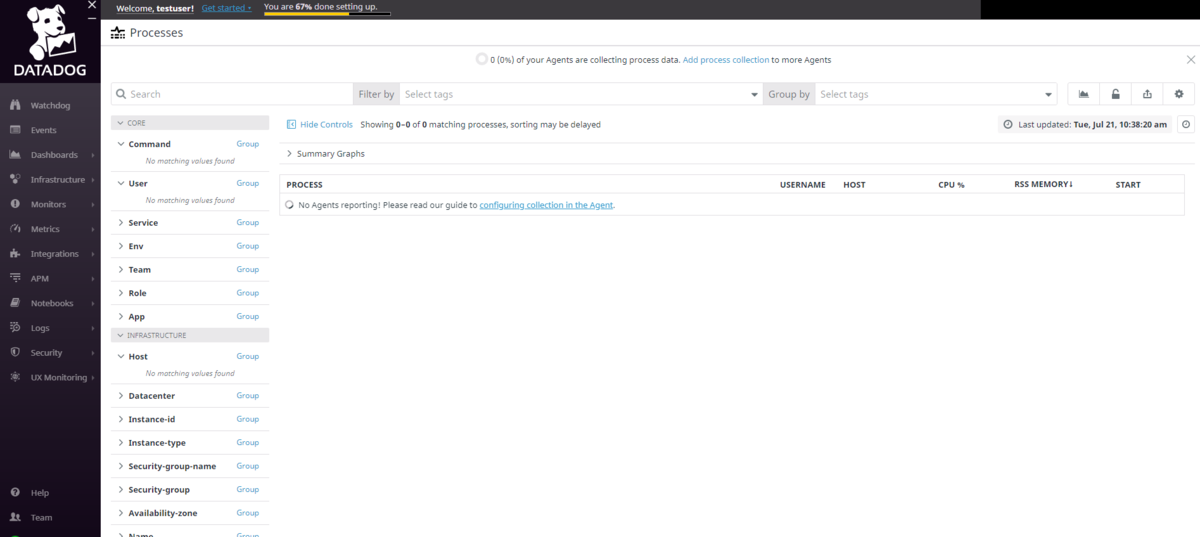 Welcome, testuser! Get started
You are 67% done setting up.
DATADOG
Watchdog
Events
Dashboards
Infrastructure
Monitors
Metrics
Integrations
APM
Notebooks
Logs
Security
UX Monitoring
Help
Team
Processes
0 (0%) of your Agents are collecting process data. Add process collection to more Agents
Search
Filter by Select tags
Group by Select tags
CORE
Command Group
No matching values found
User Group
No matching values found
Service Group
Env Group
Team Group
Role Group
App Group
INFRASTRUCTURE
Host Group
No matching values found
Datacenter Group
Instance-id Group
Instance-type Group
Security-group-name Group
Security-group Group
Availability-zone Group
Name Group
Hide Controls Showing 0–0 of 0 matching processes, sorting may be delayed
Last updated: Tue, Jul 21, 10:38:20 am
Summary Graphs
PROCESS USERNAME HOST CPU % RSS MEMORY↓ START
No Agents reporting! Please read our guide to configuring collection in the Agent.